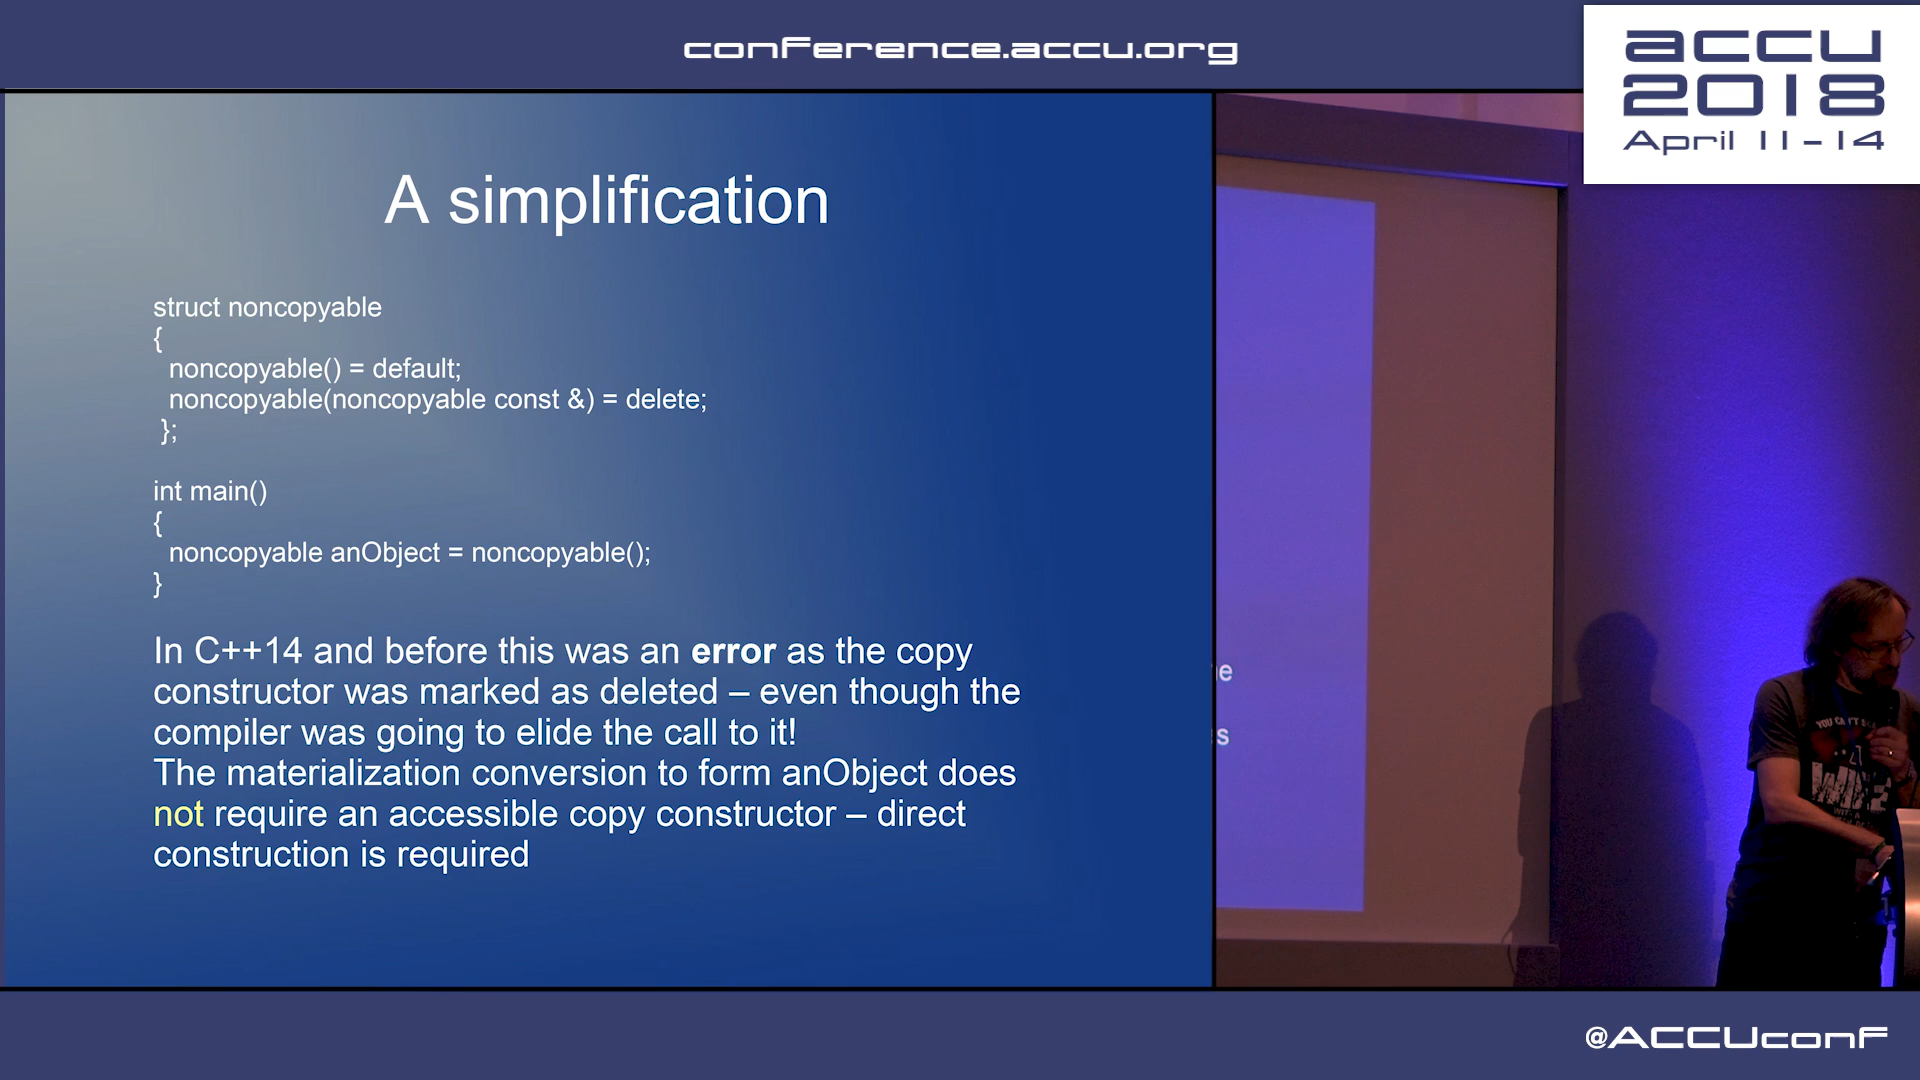 conference.accu.org
accu
2018
April 11-14
A simplification
struct noncopyable
{
noncopyable() = default;
noncopyable(noncopyable const &) = delete;
};
int main()
{
noncopyable anObject = noncopyable();
}
In C++14 and before this was an error as the copy
constructor was marked as deleted – even though the
compiler was going to elide the call to it!
The materialization conversion to form anObject does
not require an accessible copy constructor – direct
construction is required
YOU CAN'T
WITH A
@ACCUconf